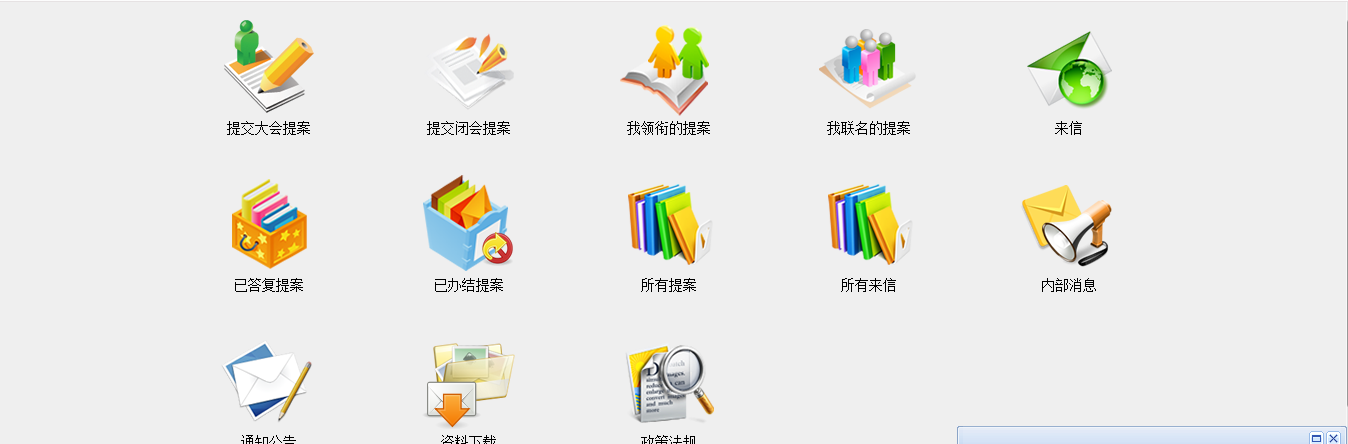 提交大会提案 提交闭会提案 我领衔的提案 我联名的提案 来信
已答复提案 已办结提案 所有提案 所有来信 内部消息
通知公告 资料下载 政策法规